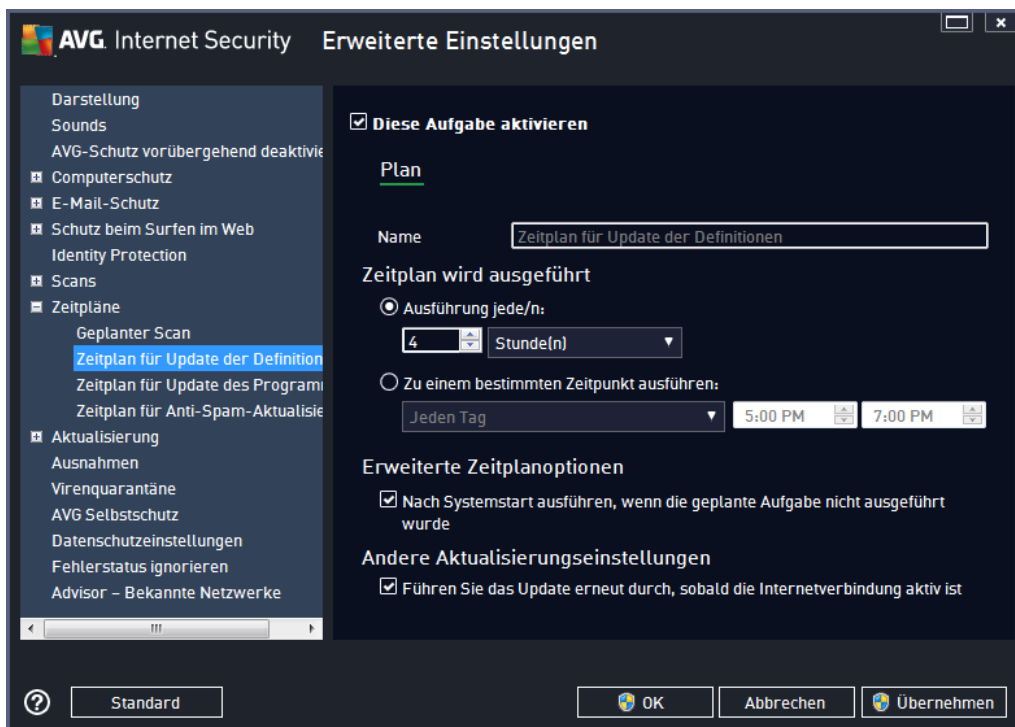 AVG. Internet Security Erweiterte Einstellungen
Darstellung
Sounds
AVG-Schutz vorübergehend deaktivie
Computerschutz
E-Mail-Schutz
Schutz beim Surfen im Web
Identity Protection
Scans
Zeitpläne
Geplanter Scan
Zeitplan für Update der Definition
Zeitplan für Update des Program
Zeitplan für Anti-Spam-Aktualisie
Aktualisierung
Ausnahmen
Virenquarantäne
AVG Selbstschutz
Datenschutzeinstellungen
Fehlerstatus ignorieren
Advisor – Bekannte Netzwerke
Diese Aufgabe aktivieren
Plan
Name Zeitplan für Update der Definitionen
Zeitplan wird ausgeführt
Ausführung jede/n:
4 Stunde(n)
Zu einem bestimmten Zeitpunkt ausführen:
Jeden Tag 5:00 PM 7:00 PM
Erweiterte Zeitplanoptionen
Nach Systemstart ausführen, wenn die geplante Aufgabe nicht ausgeführt
wurde
Andere Aktualisierungseinstellungen
Führen Sie das Update erneut durch, sobald die Internetverbindung aktiv ist
? Standard OK Abbrechen Übernehmen